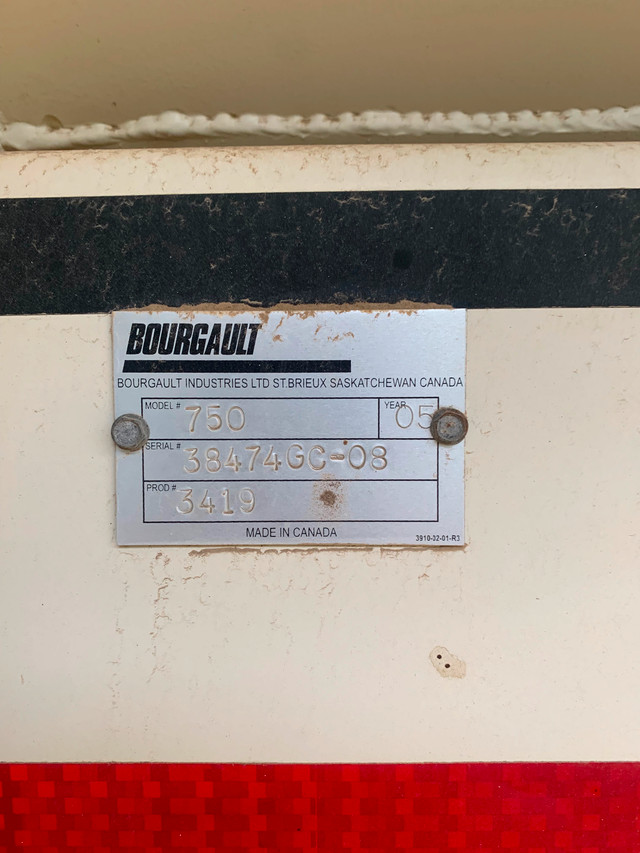 BOURGAULT
BOURGAULT INDUSTRIES LTD ST.BRIEUX SASKATCHEWAN CANADA
MODEL # 750 YEAR 05
SERIAL # 38474GC-08
PROD # 3419
MADE IN CANADA 3910-32-01-R3